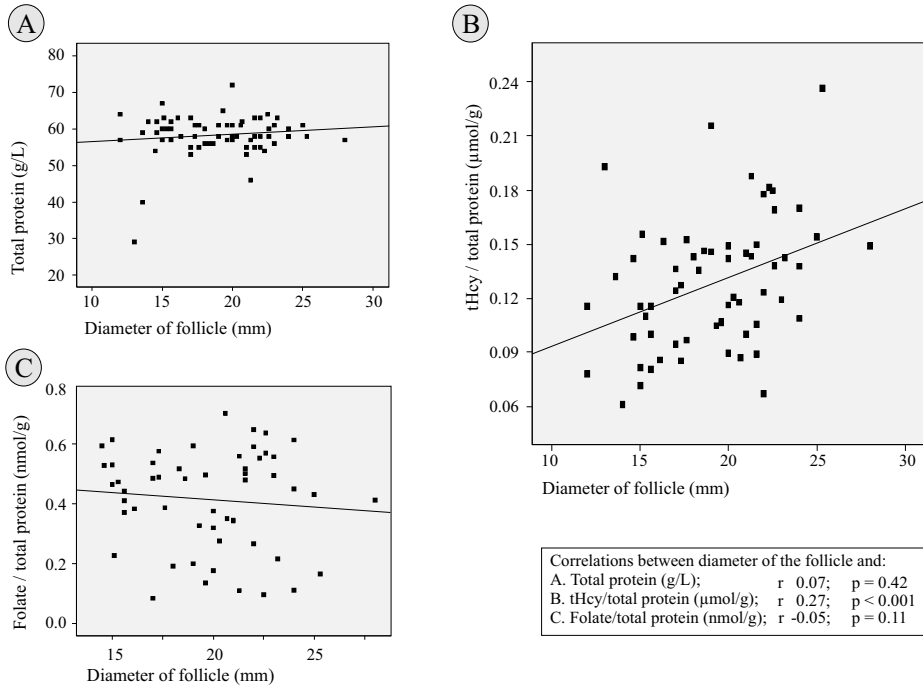 A
80
70
60
50
40
30
20
Total protein (g/L)
10 15 20 25 30
Diameter of follicle (mm)
B
0.24
0.21
0.18
0.15
0.12
0.09
0.06
tHcy / total protein (µmol/g)
10 15 20 25 30
Diameter of follicle (mm)
C
0.8
0.6
0.4
0.2
0.0
Folate / total protein (nmol/g)
15 20 25
Diameter of follicle (mm)
Correlations between diameter of the follicle and:
A. Total protein (g/L); r 0.07; p = 0.42
B. tHcy/total protein (µmol/g); r 0.27; p < 0.001
C. Folate/total protein (nmol/g); r -0.05; p = 0.11